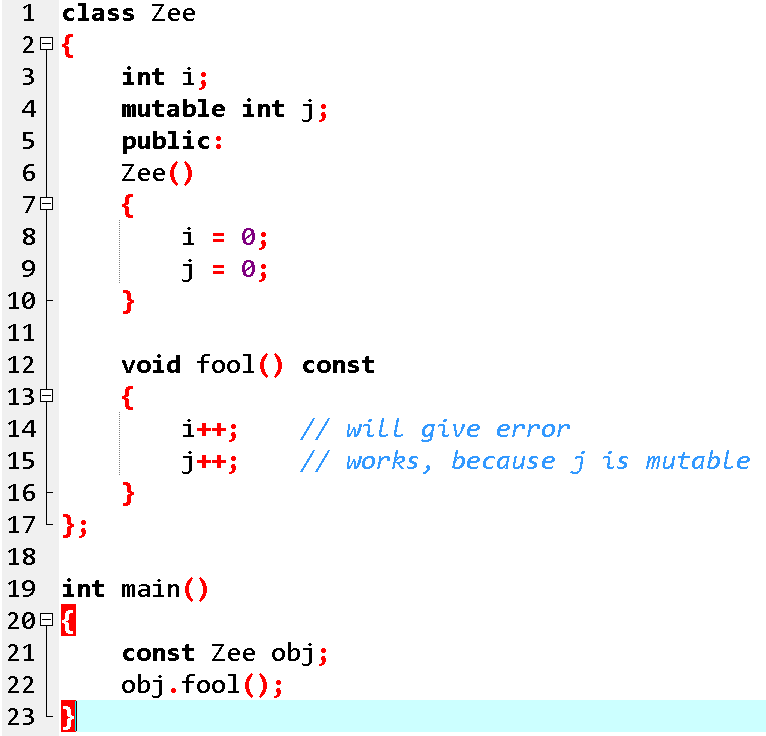 1 class Zee
2 {
3 int i;
4 mutable int j;
5 public:
6 Zee()
7 {
8 i = 0;
9 j = 0;
10 }
11
12 void fool() const
13 {
14 i++; // will give error
15 j++; // works, because j is mutable
16 }
17 };
18
19 int main()
20 {
21 const Zee obj;
22 obj.fool();
23 }